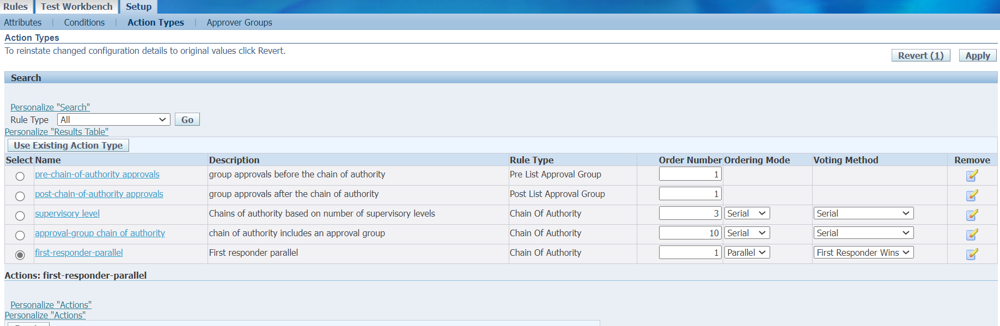 Rules Test Workbench Setup
Attributes | Conditions | Action Types | Approver Groups
Action Types
To reinstate changed configuration details to original values click Revert.
Revert (1) Apply
Search
Personalize "Search"
Rule Type All Go
Personalize "Results Table"
Use Existing Action Type
Select Name Description Rule Type Order Number Ordering Mode Voting Method Remove
pre-chain-of-authority approvals group approvals before the chain of authority Pre List Approval Group 1
post-chain-of-authority approvals group approvals after the chain of authority Post List Approval Group 1
supervisory level Chains of authority based on number of supervisory levels Chain Of Authority 3 Serial Serial
approval-group chain of authority chain of authority includes an approval group Chain Of Authority 10 Serial Serial
first-responder-parallel First responder parallel Chain Of Authority 1 Parallel First Responder Wins
Actions: first-responder-parallel
Personalize "Actions"
Personalize "Actions"